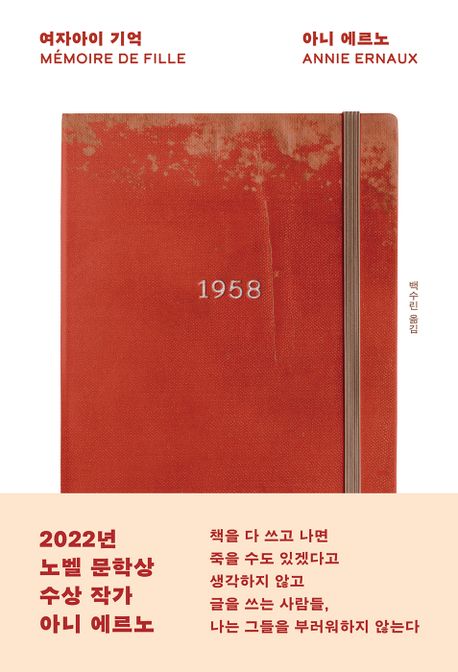 여자아이 기억
MÉMOIRE DE FILLE
아니 에르노
ANNIE ERNAUX
1958
백수린 옮김
2022년
노벨 문학상
수상 작가
아니 에르노
책을 다 쓰고 나면
죽을 수도 있겠다고
생각하지 않고
글을 쓰는 사람들,
나는 그들을 부러워하지 않는다